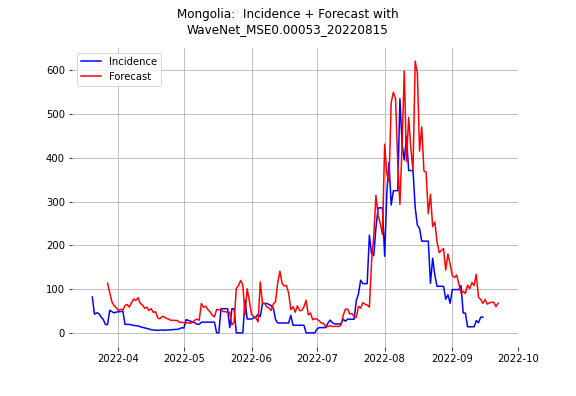 Mongolia:  Incidence + Forecast with
WaveNet_MSE0.00053_20220815
Incidence
Forecast
600
500
400
300
200
100
0
2022-04 2022-05 2022-06 2022-07 2022-08 2022-09 2022-10